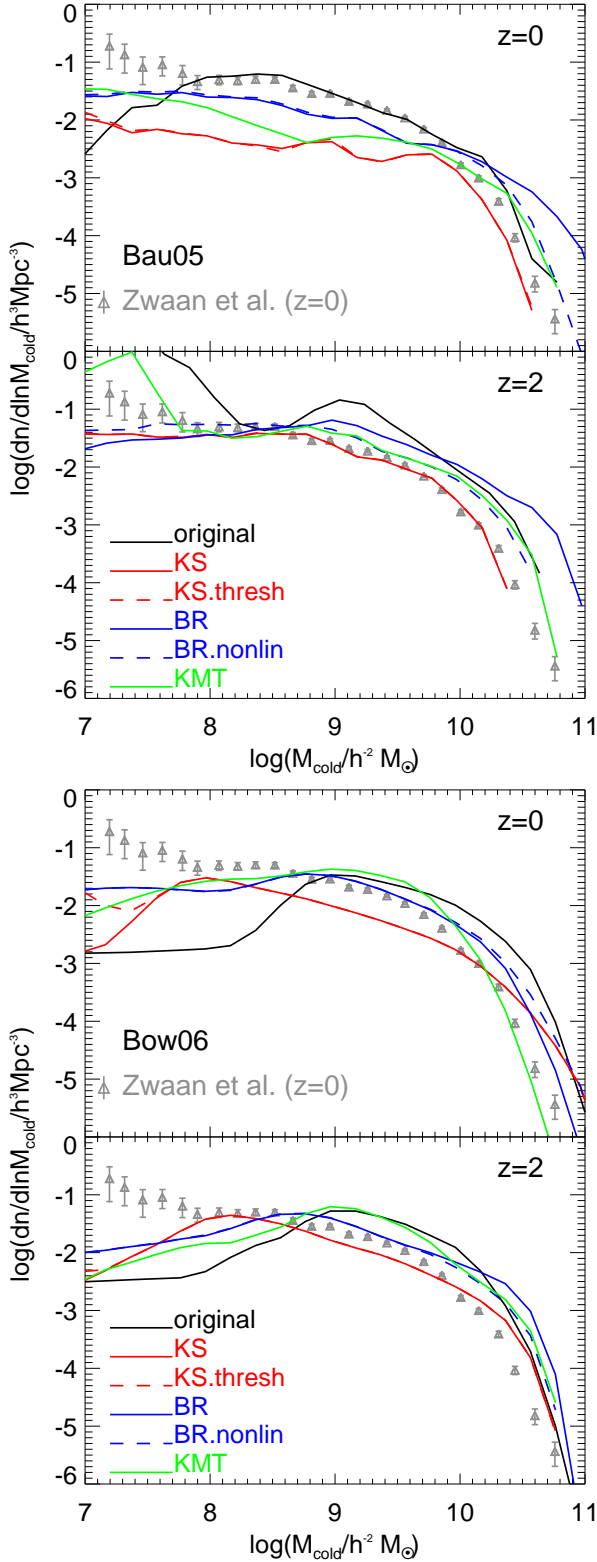 z=0
0
-1
-2
-3
-4
-5
Bau05
Zwaan et al. (z=0)
log(dn/dlnM_cold/h³Mpc⁻³)
z=2
0
-1
-2
-3
-4
-5
-6
original
KS
KS.thresh
BR
BR.nonlin
KMT
7 8 9 10 11
log(M_cold/h⁻² M_⊙)
z=0
0
-1
-2
-3
-4
-5
Bow06
Zwaan et al. (z=0)
log(dn/dlnM_cold/h³Mpc⁻³)
z=2
0
-1
-2
-3
-4
-5
-6
original
KS
KS.thresh
BR
BR.nonlin
KMT
7 8 9 10 11
log(M_cold/h⁻² M_⊙)